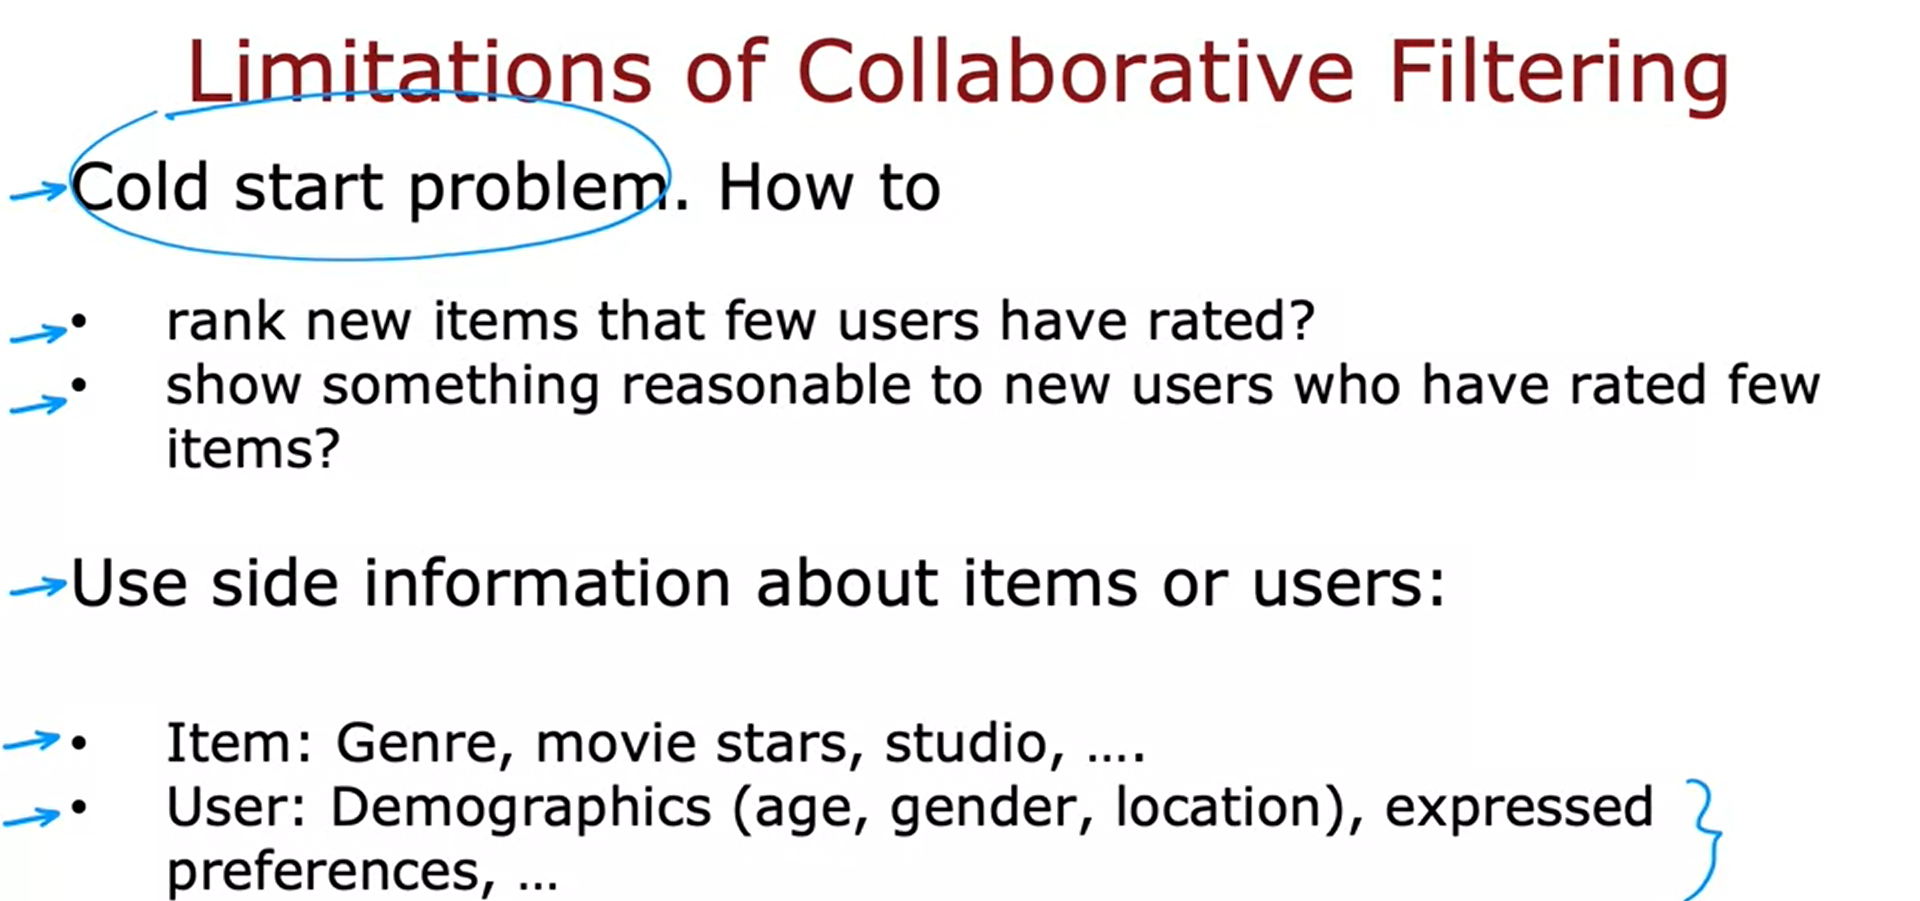 Limitations of Collaborative Filtering
Cold start problem. How to
• rank new items that few users have rated?
• show something reasonable to new users who have rated few
items?
Use side information about items or users:
• Item: Genre, movie stars, studio, ....
• User: Demographics (age, gender, location), expressed
preferences, ...